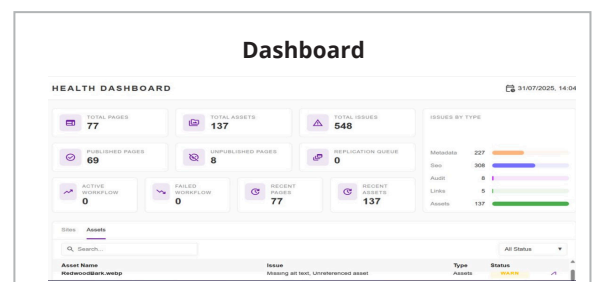 Dashboard
HEALTH DASHBOARD
31/07/2025, 14:04
TOTAL PAGES
77
TOTAL ASSETS
137
TOTAL ISSUES
548
ISSUES BY TYPE
PUBLISHED PAGES
69
UNPUBLISHED PAGES
8
REPLICATION QUEUE
0
Metadata 227
Seo 308
Audit 6
Links 5
Assets 137
ACTIVE
WORKFLOW
0
FAILED
WORKFLOW
0
RECENT
PAGES
77
RECENT
ASSETS
137
Sites Assets
Search...
All Status
Asset Name Issue Type Status
RedwoodBark.webp Missing alt text, Unreferenced asset Assets WARN